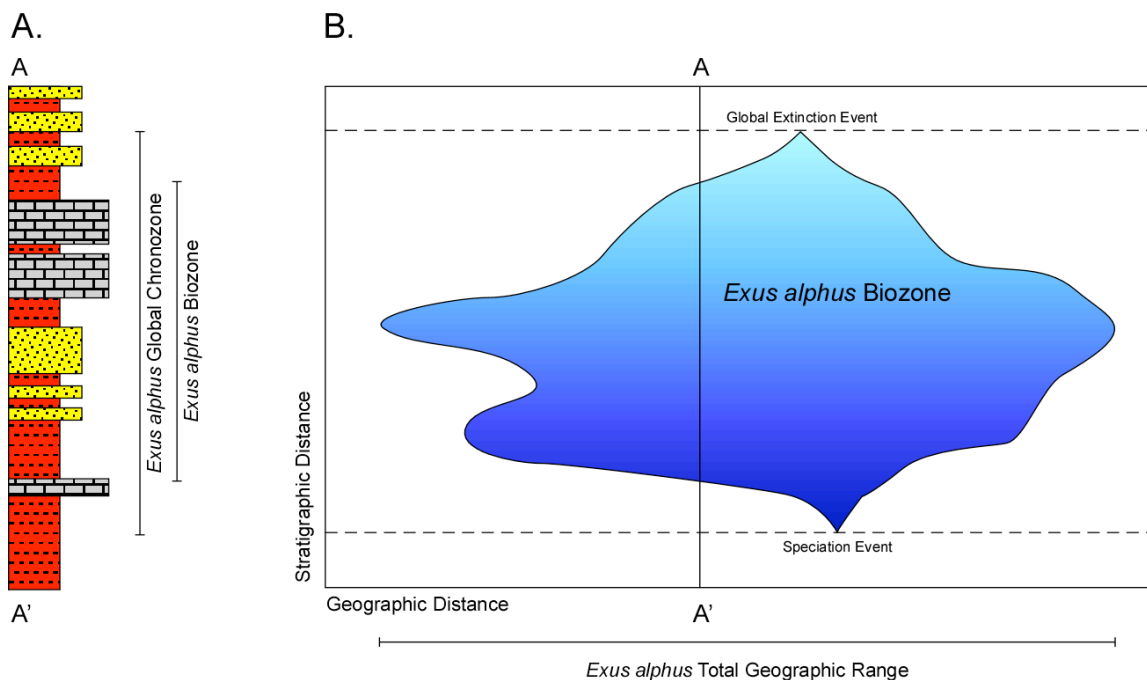 A.
A
Exus alphus Global Chronozone
Exus alphus Biozone
A'
B.
A
Global Extinction Event
Exus alphus Biozone
Speciation Event
Stratigraphic Distance
Geographic Distance
A'
Exus alphus Total Geographic Range